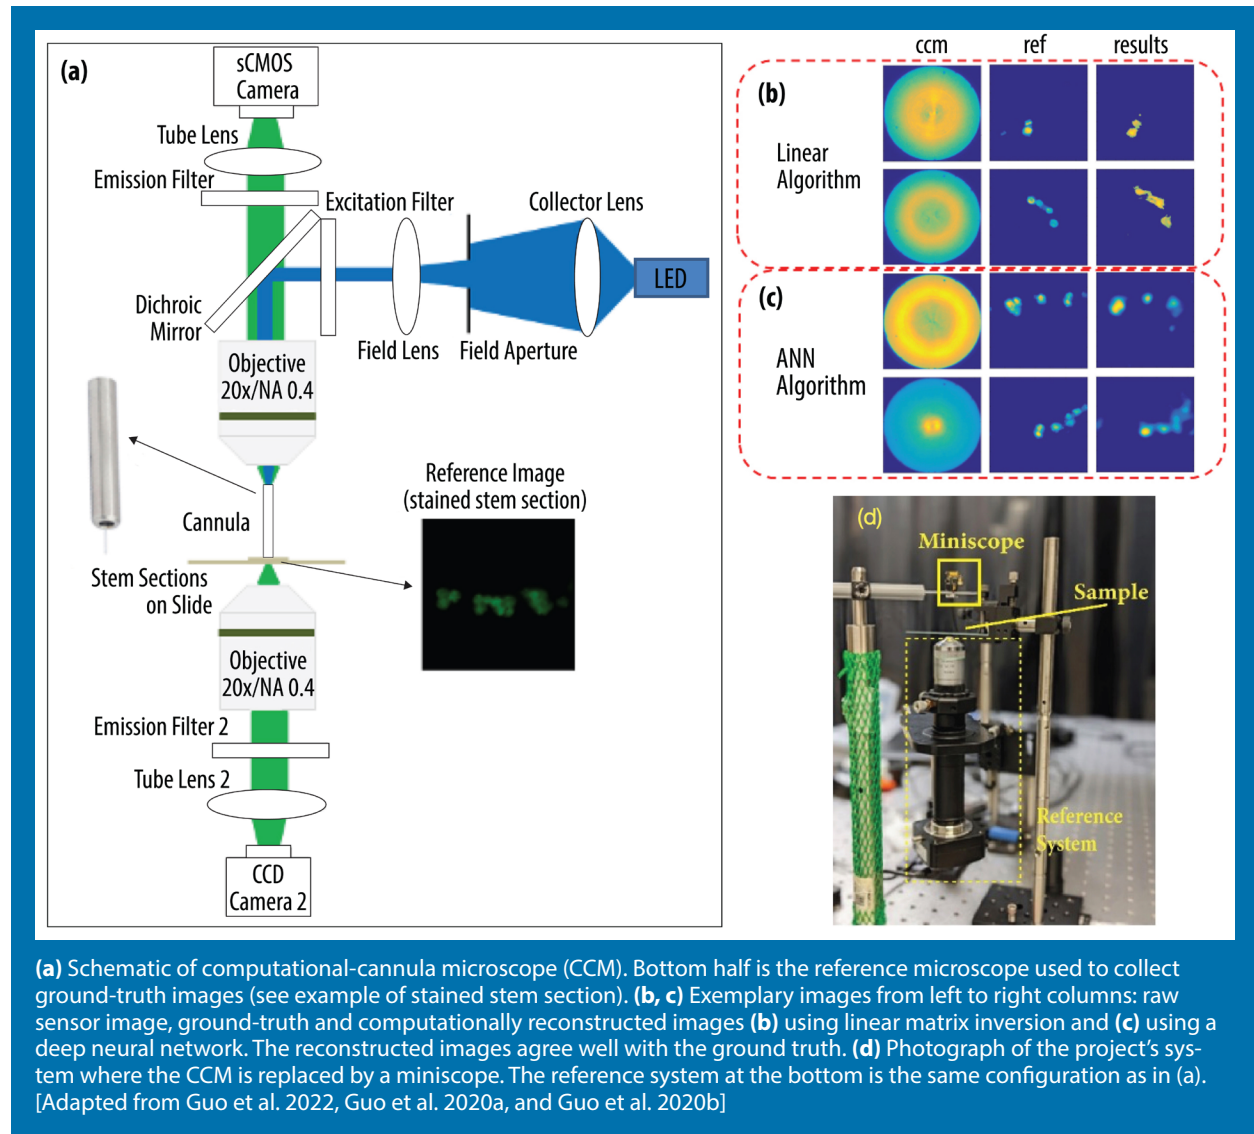 (a)
sCMOS
Camera
Tube Lens
Emission Filter
Excitation Filter
Collector Lens
LED
Dichroic
Mirror
Field Lens
Field Aperture
Objective
20x/NA 0.4
Reference Image
(stained stem section)
Cannula
Stem Sections
on Slide
Objective
20x/NA 0.4
Emission Filter 2
Tube Lens 2
CCD
Camera 2
ccm ref results
(b)
Linear
Algorithm
(c)
ANN
Algorithm
(d)
Miniscope
Sample
Reference
System
(a) Schematic of computational-cannula microscope (CCM). Bottom half is the reference microscope used to collect
ground-truth images (see example of stained stem section). (b, c) Exemplary images from left to right columns: raw
sensor image, ground-truth and computationally reconstructed images (b) using linear matrix inversion and (c) using a
deep neural network. The reconstructed images agree well with the ground truth. (d) Photograph of the project's sys-
tem where the CCM is replaced by a miniscope. The reference system at the bottom is the same configuration as in (a).
[Adapted from Guo et al. 2022, Guo et al. 2020a, and Guo et al. 2020b]